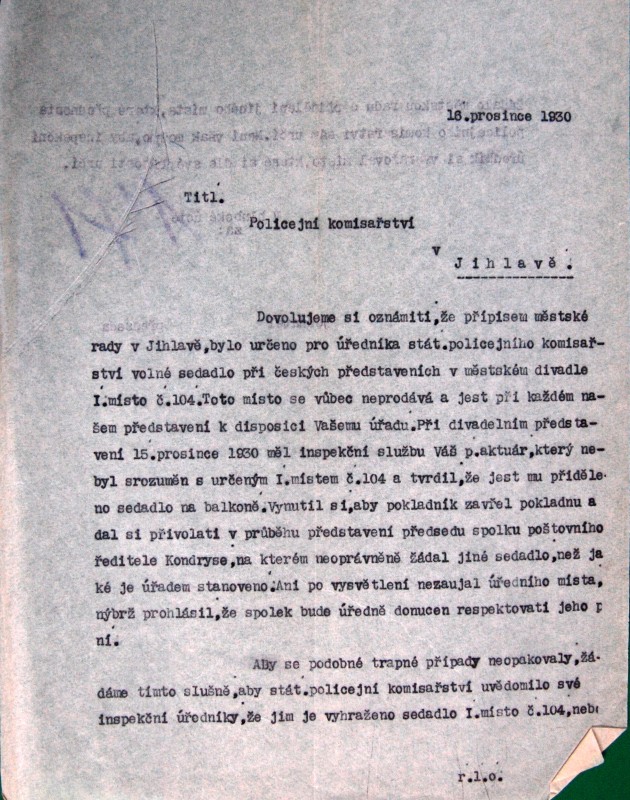 16.prosince 1930
Titl.
Policejní komisařství
v
Jihlavě.
Dovolujeme si oznámiti,že přípisem městské
rady v Jihlavě,bylo určeno pro úředníka stát.policejního komisař-
ství volné sedadlo při českých představeních v městském divadle
I.místo č.104.Toto místo se vůbec neprodává a jest při každém na-
šem představení k disposici Vašemu úřadu.Při divadelním předsta-
vení 15.prosince 1930 měl inspekční službu Váš p.aktuár,který ne-
byl srozuměn s určeným I.místem č.104 a tvrdil,že jest mu přiděle
no sedadlo na balkoně.Vynutil si,aby pokladník zavřel pokladnu a
dal si přivolati v průběhu představení předsedu spolku poštovního
ředitele Kondryse,na kterém neoprávněně žádal jiné sedadlo,než ja
ké je úřadem stanoveno.Ani po vysvětlení nezaujal úředního místa,
nýbrž prohlásil,že spolek bude úředně donucen respektovati jeho p
ní.
Aby se podobné trapné případy neopakovaly,žá-
dáme tímto slušně,aby stát.policejní komisařství uvědomilo své
inspekční úředníky,že jim je vyhraženo sedadlo I.místo č.104,neb
r.l.o.